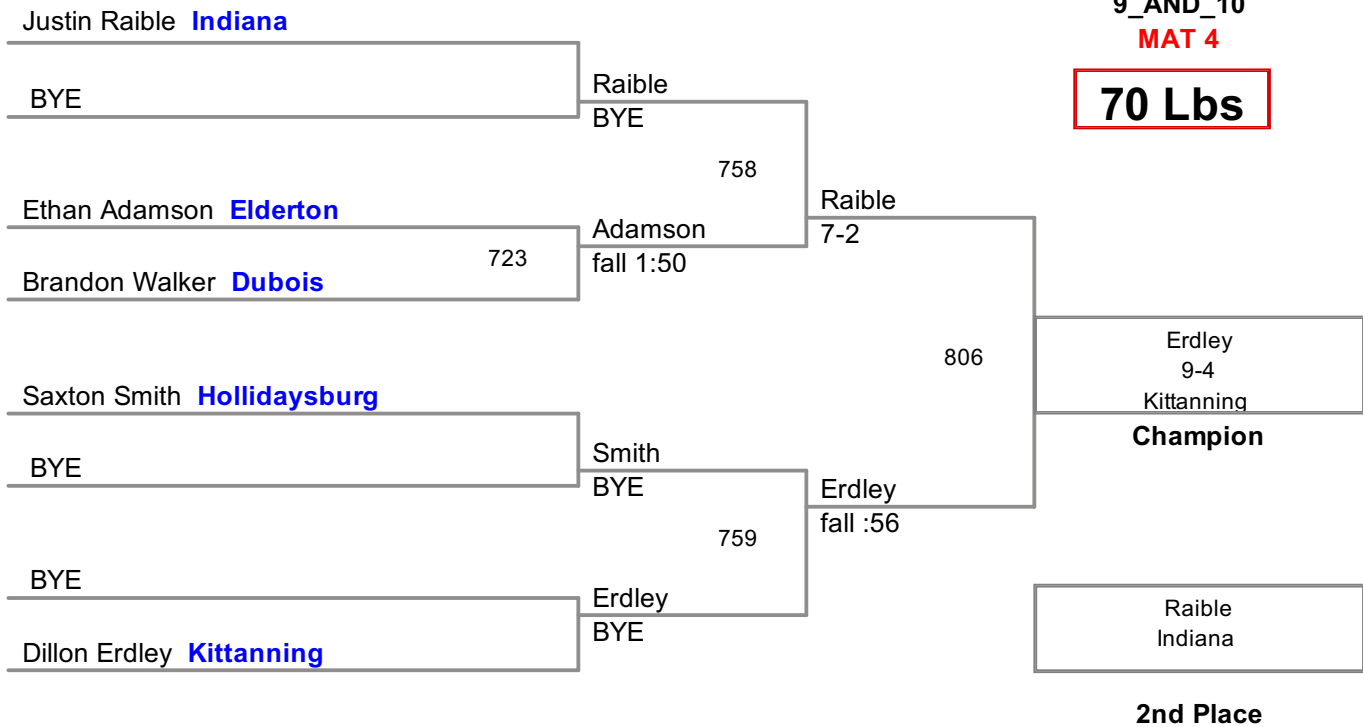 9_AND_10
MAT 4
70 Lbs
Justin Raible Indiana
BYE
Raible
BYE
758
Ethan Adamson Elderton
723
Brandon Walker Dubois
Adamson
fall 1:50
Raible
7-2
Saxton Smith Hollidaysburg
BYE
Smith
BYE
759
BYE
Dillon Erdley Kittanning
Erdley
BYE
Erdley
fall :56
806
Erdley
9-4
Kittanning
Champion
Raible
Indiana
2nd Place